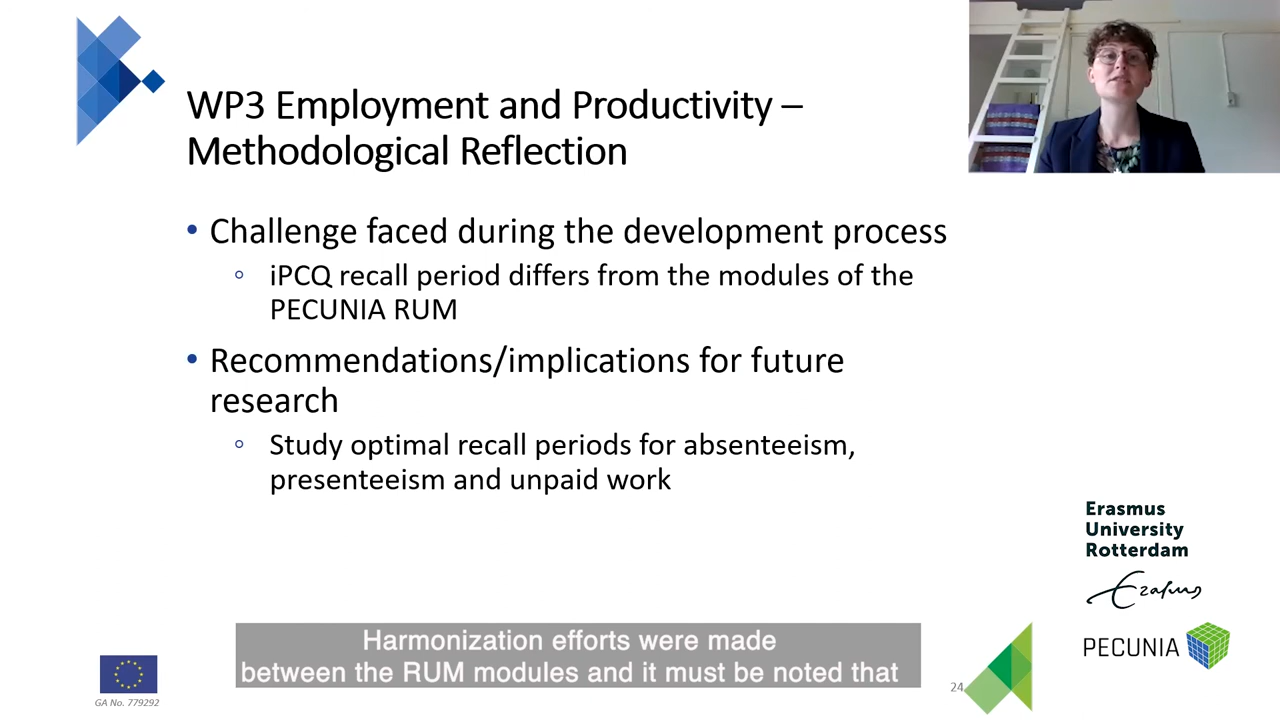 WP3 Employment and Productivity –
Methodological Reflection
• Challenge faced during the development process
◦ iPCQ recall period differs from the modules of the
PECUNIA RUM
• Recommendations/implications for future
research
◦ Study optimal recall periods for absenteeism,
presenteeism and unpaid work
Erasmus
University
Rotterdam
Erasmus
PECUNIA
Harmonization efforts were made
between the RUM modules and it must be noted that
24
GA No. 779292